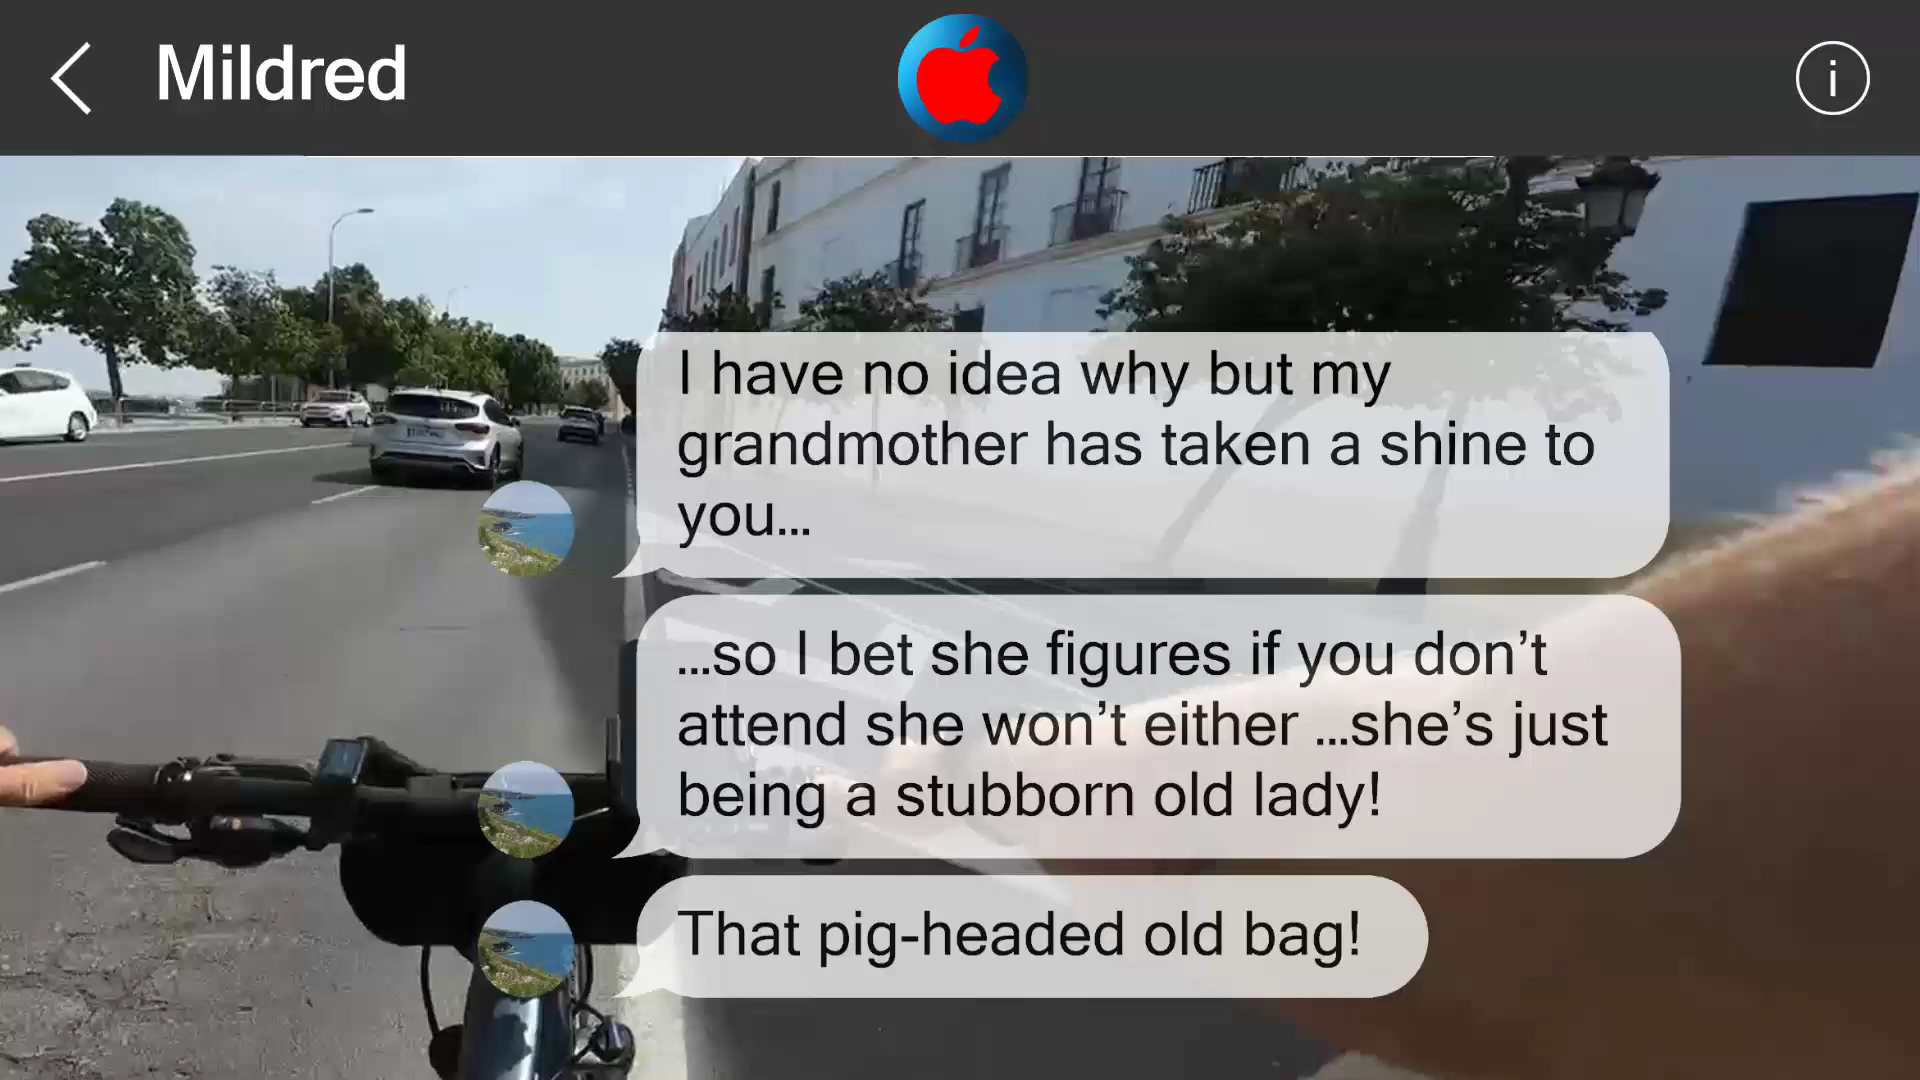 Mildred
i
I have no idea why but my
grandmother has taken a shine to
you...
...so I bet she figures if you don’t
attend she won’t either ...she’s just
being a stubborn old lady!
That pig-headed old bag!